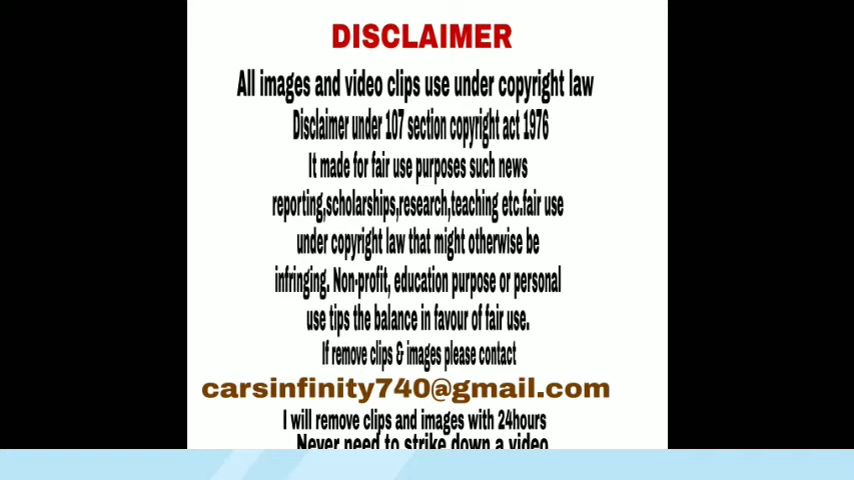 DISCLAIMER
All images and video clips use under copyright law
Disclaimer under 107 section copyright act 1976
It made for fair use purposes such news
reporting,scholarships,research,teaching etc.fair use
under copyright law that might otherwise be
infringing. Non-profit, education purpose or personal
use tips the balance in favour of fair use.
If remove clips & images please contact
carsinfinity740@gmail.com
I will remove clips and images with 24hours
Never need to strike down a video